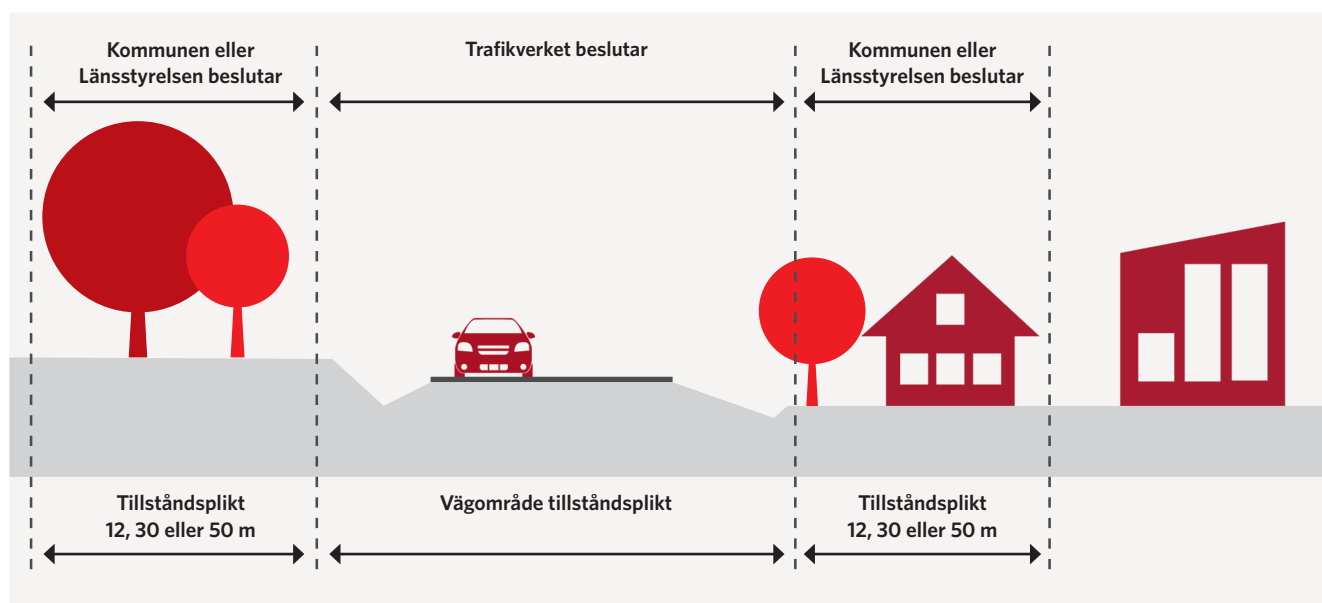 Kommunen eller
Länsstyrelsen beslutar
Trafikverket beslutar
Kommunen eller
Länsstyrelsen beslutar
Tillståndsplikt
12, 30 eller 50 m
Vägområde tillståndsplikt
Tillståndsplikt
12, 30 eller 50 m